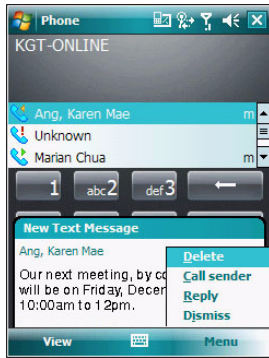 Phone
KGT-ONLINE
Ang, Karen Mae m
Unknown
Marian Chua m
1 abc2 def3
New Text Message
Ang, Karen Mae
Our next meeting, by co
will be on Friday, Decem
10:00am to 12pm.
Delete
Call sender
Reply
Dismiss
View Menu